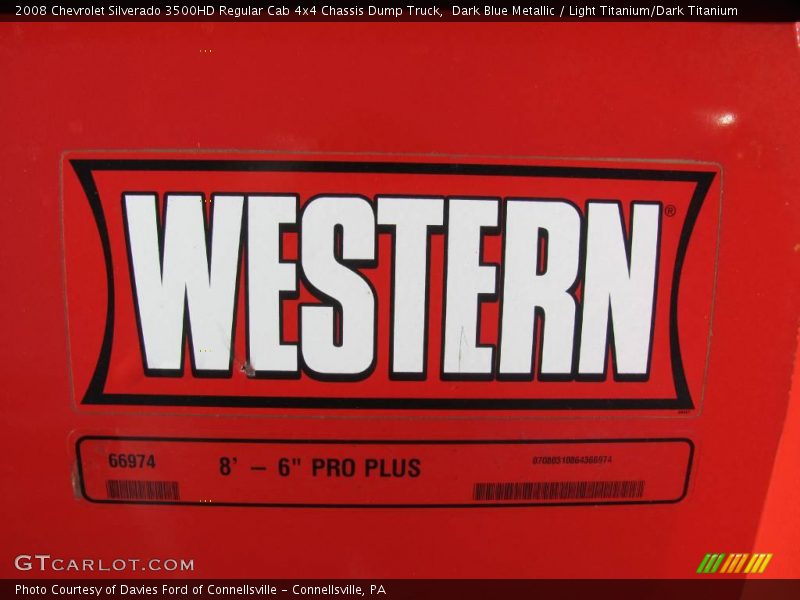 2008 Chevrolet Silverado 3500HD Regular Cab 4x4 Chassis Dump Truck,  Dark Blue Metallic / Light Titanium/Dark Titanium
WESTERN®
66974
8' – 6" PRO PLUS
GTCARLOT.COM
Photo Courtesy of Davies Ford of Connellsville – Connellsville, PA